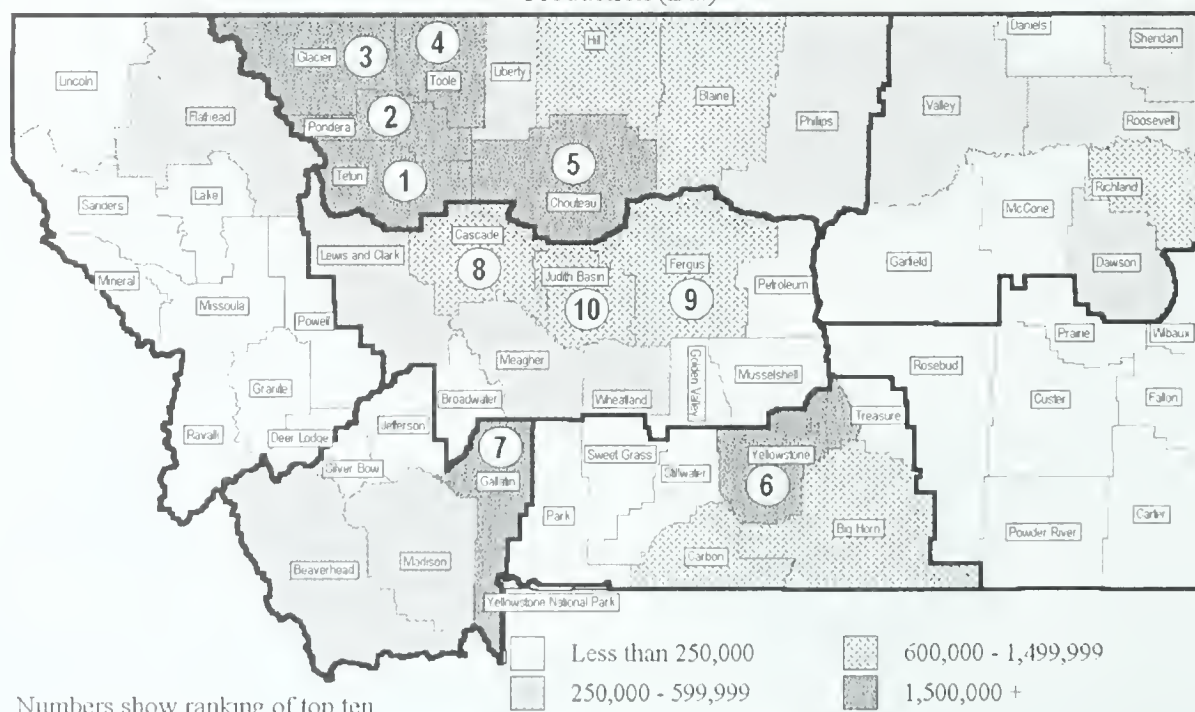 Daniels
Sheridan
Lincoln
Glacier
3
4
Toole
Liberty
Hill
Blaine
Phillips
Valley
Roosevelt
Flathead
Pondera
2
Richland
Lake
Tetun
1
5
Chouteau
McCone
Sanders
Cascade
Lewis and Clark
8
Judith Basin
10
Fergus
9
Petroleum
Garfield
Dawson
Mineral
Missoula
Powell
Prairie
Wibaux
Meagher
Golden Valley
Musselshell
Rosebud
Granite
Broadwater
Wheatland
Treasure
Custer
Fallon
Ravalli
Deer Lodge
Jefferson
7
Gallatin
Sweet Grass
Stillwater
Yellowstone
6
Silver Bow
Park
Big Horn
Powder River
Carter
Beaverhead
Madison
Carbon
Yellowstone National Park
Less than 250,000
600,000 - 1,499,999
250,000 - 599,999
1,500,000 +
Numbers show ranking of top ten